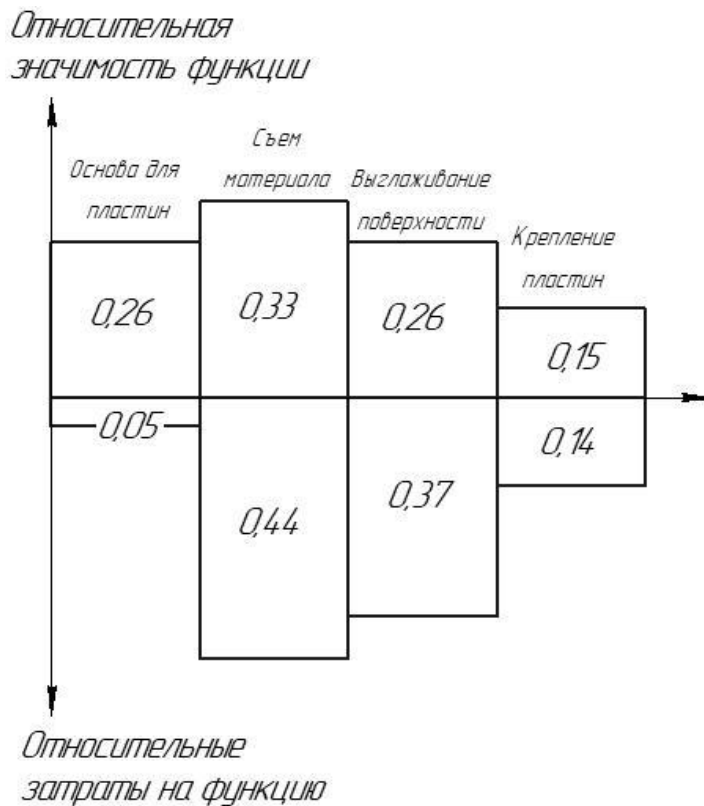 Относительная
значимость функции
Основа для
пластин
Съем
материала
Выглаживание
поверхности
Крепление
пластин
0,26
0,33
0,26
0,15
0,05
0,44
0,37
0,14
Относительные
затраты на функцию